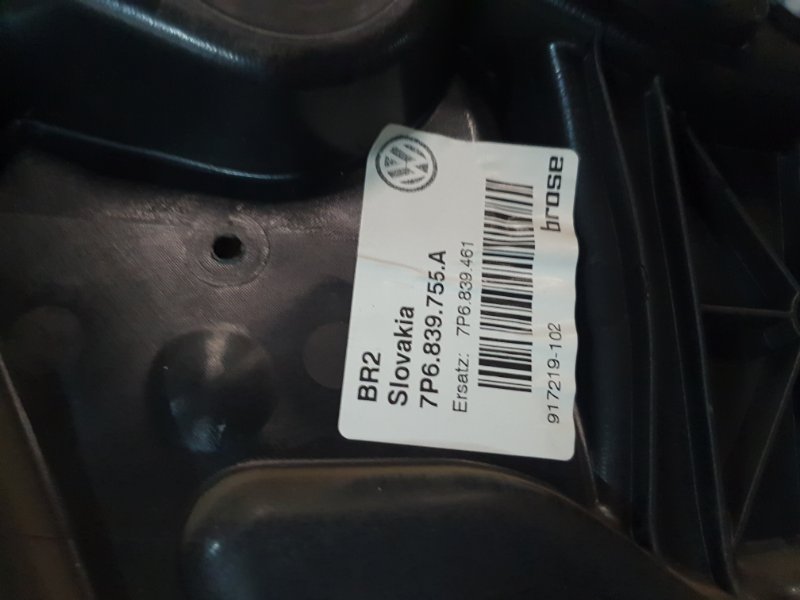 BR2
Slovakia
7P6.839.755.A
Ersatz: 7P6.839.461
917219-102
brose